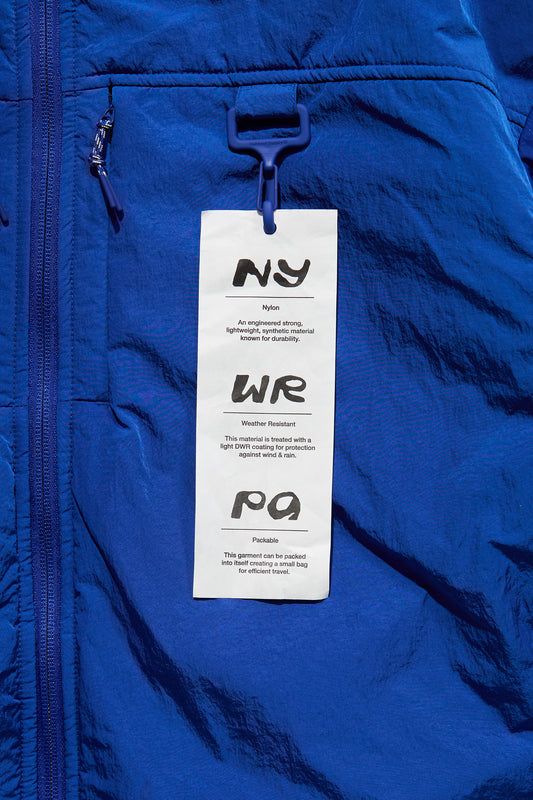 NY
Nylon
An engineered strong,
lightweight, synthetic material
known for durability.
WR
Weather Resistant
This material is treated with a
light DWR coating for protection
against wind & rain.
PA
Packable
This garment can be packed
into itself creating a small bag
for efficient travel.